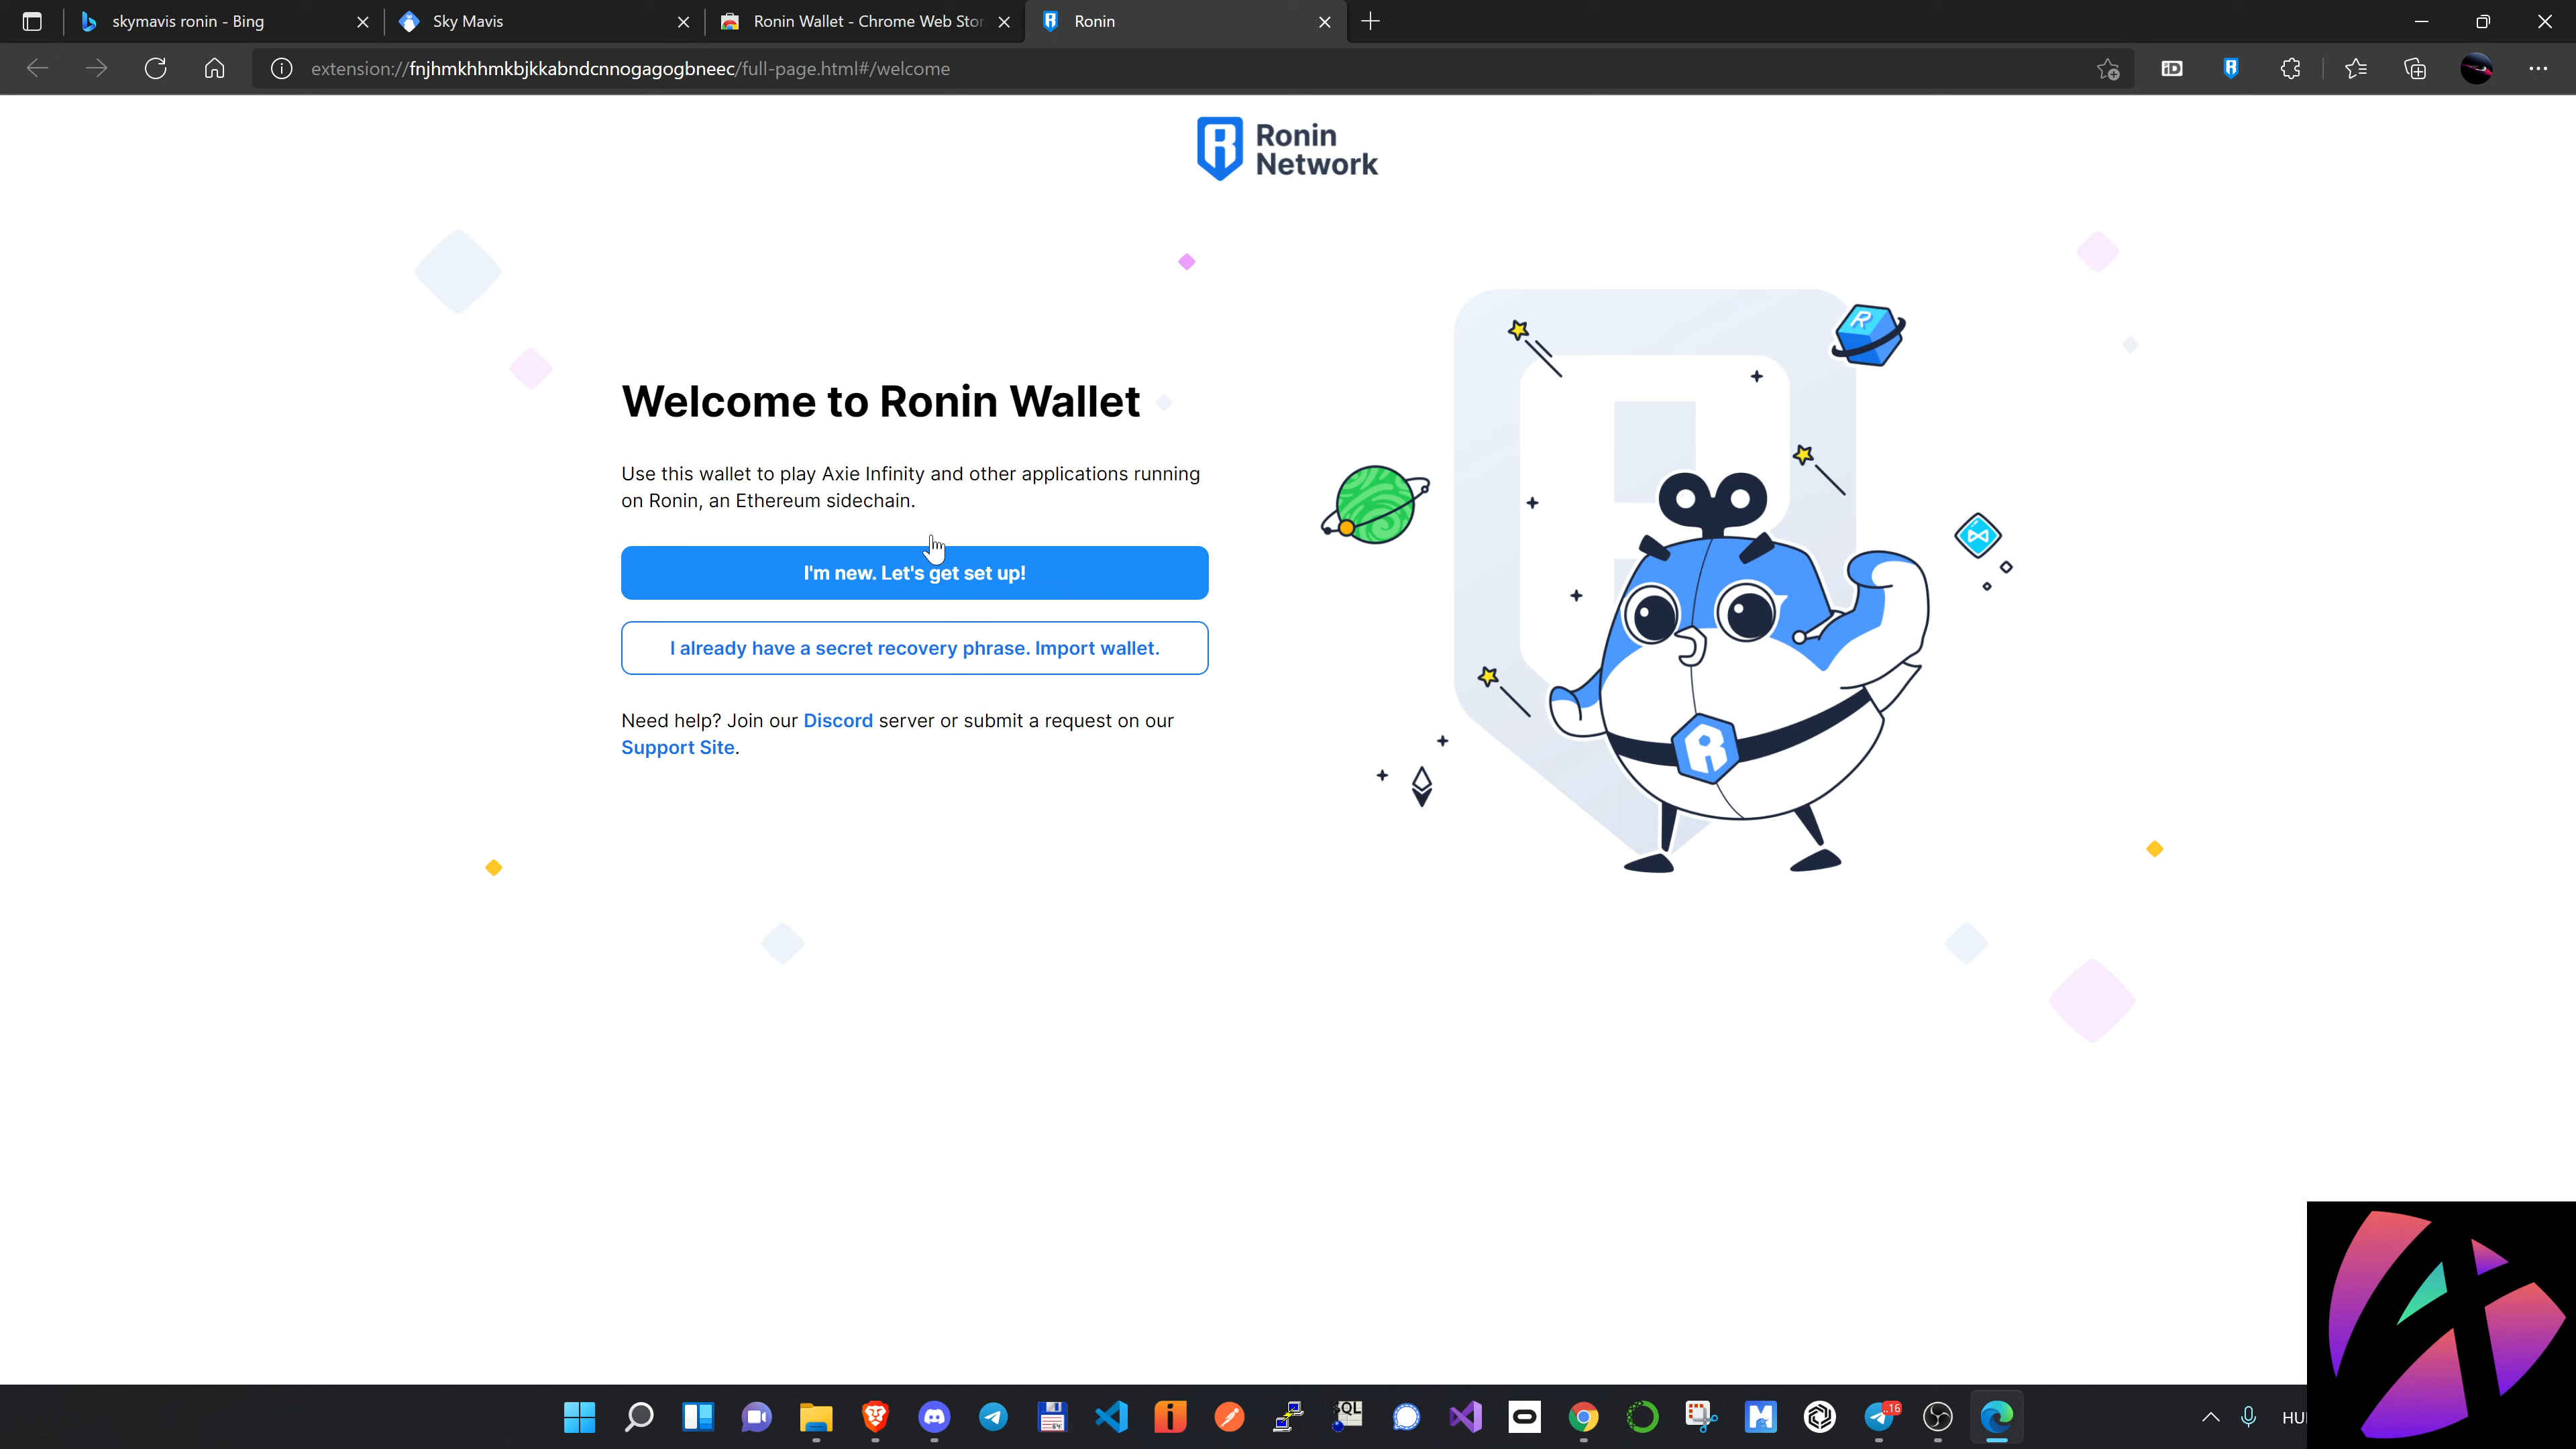 skymavis ronin - Bing
Sky Mavis
Ronin Wallet - Chrome Web Stor
Ronin
extension://fnjhmkhhmkbjkkabndcnnogagogbneec/full-page.html#/welcome
iD
Ronin
Network
Welcome to Ronin Wallet
Use this wallet to play Axie Infinity and other applications running
on Ronin, an Ethereum sidechain.
I'm new. Let's get set up!
I already have a secret recovery phrase. Import wallet.
Need help? Join our Discord server or submit a request on our
Support Site.
R
16